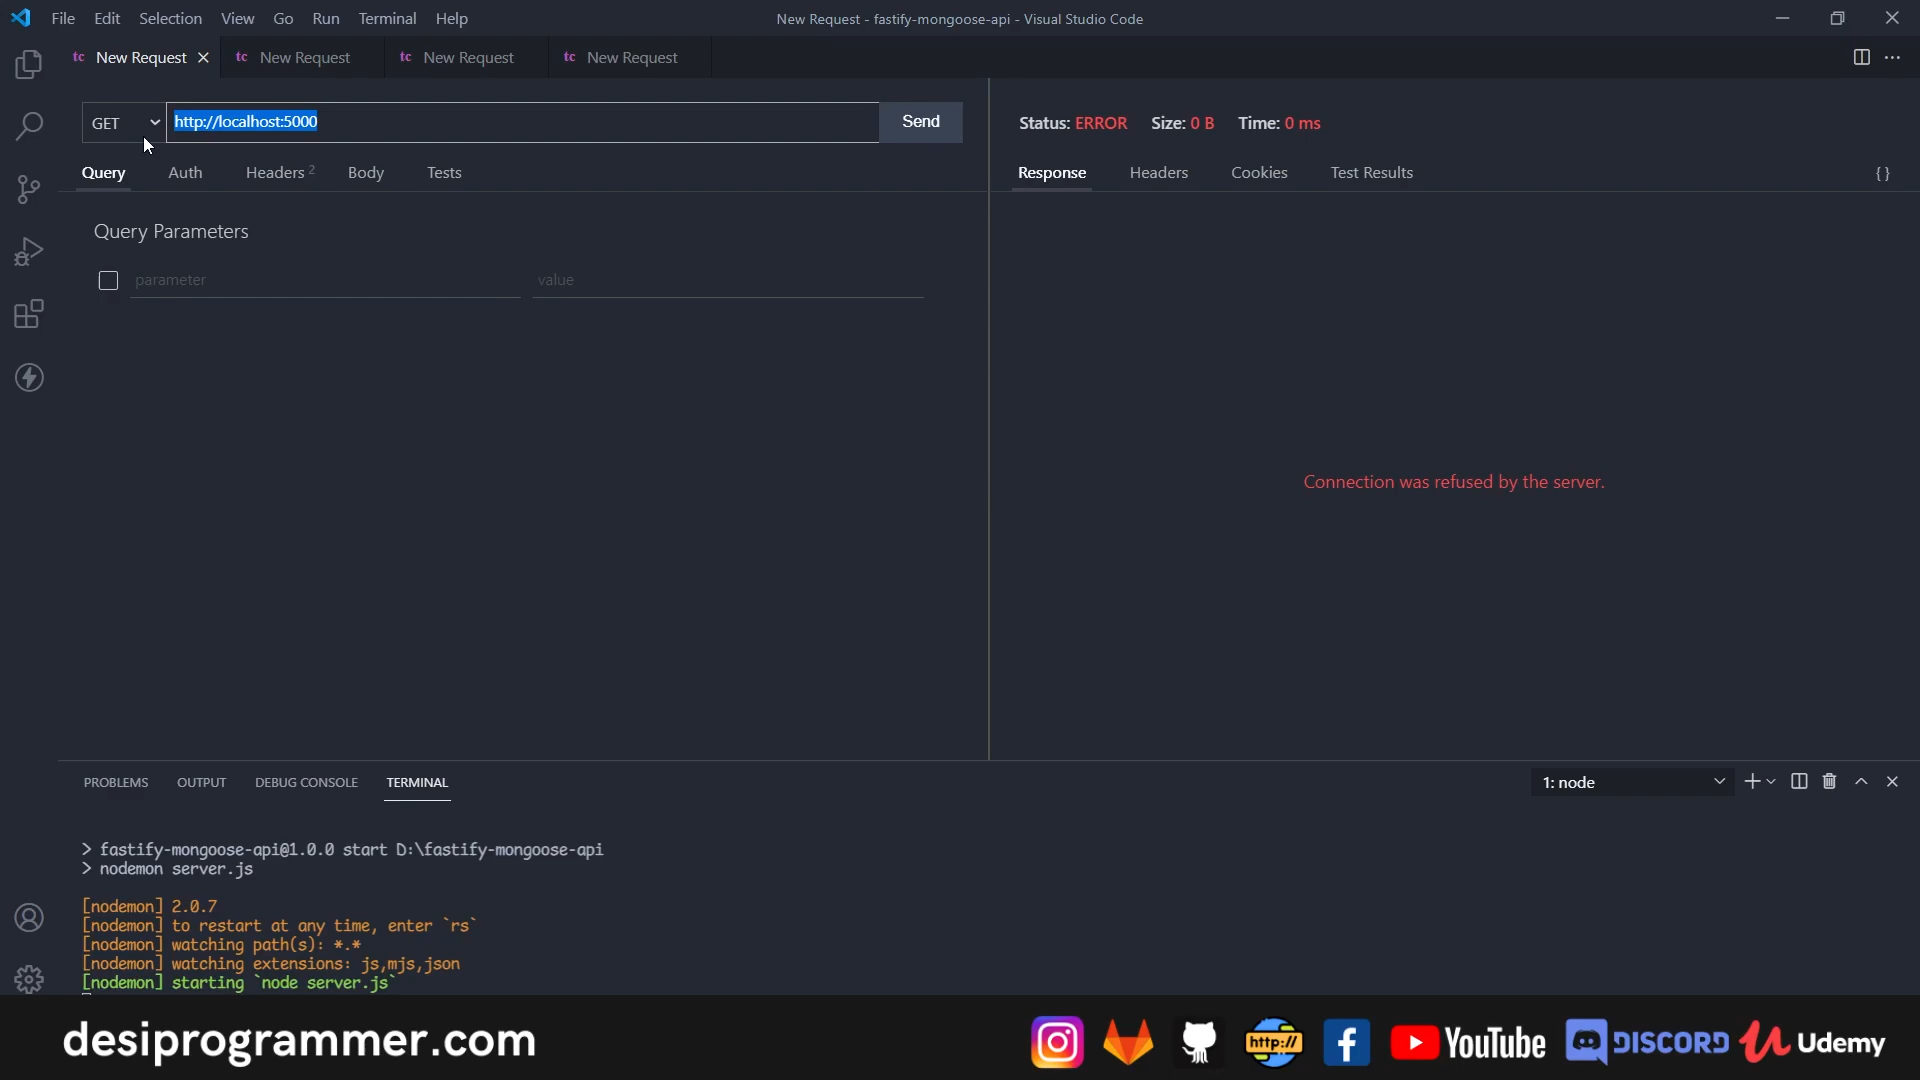 File Edit Selection View Go Run Terminal Help
New Request - fastify-mongoose-api - Visual Studio Code
tc New Request tc New Request tc New Request tc New Request
GET http://localhost:5000 Send
Status: ERROR Size: 0 B Time: 0 ms
Query Auth Headers 2 Body Tests
Response Headers Cookies Test Results { }
Query Parameters
parameter value
Connection was refused by the server.
PROBLEMS OUTPUT DEBUG CONSOLE TERMINAL
1: node
> fastify-mongoose-api@1.0.0 start D:\fastify-mongoose-api
> nodemon server.js
[nodemon] 2.0.7
[nodemon] to restart at any time, enter `rs`
[nodemon] watching path(s): *.*
[nodemon] watching extensions: js,mjs,json
[nodemon] starting `node server.js`
desiprogrammer.com
http:// YouTube DISCORD Udemy